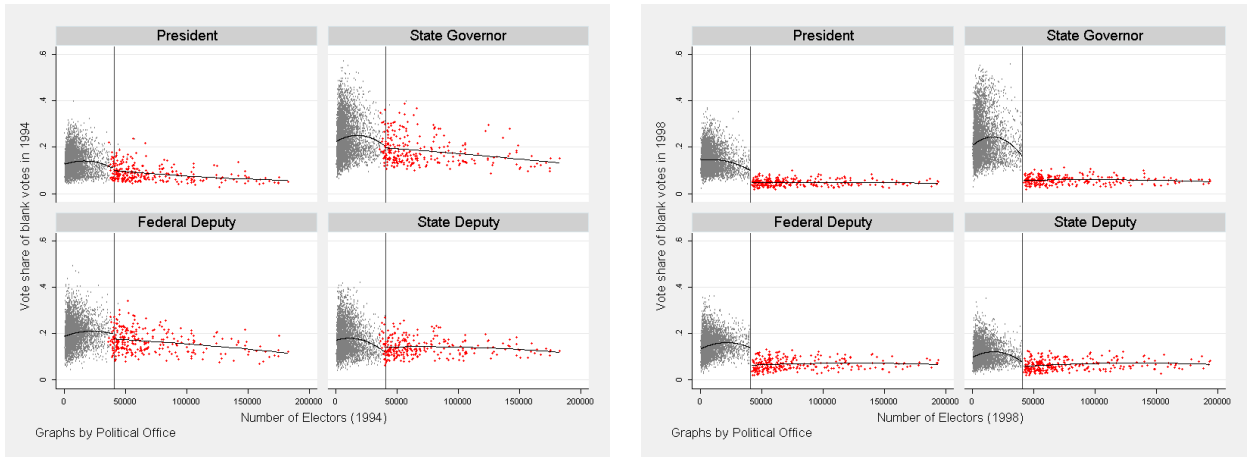 President
State Governor
.6
.4
.2
0
Federal Deputy
State Deputy
.6
.4
.2
0
0
50000
100000
150000
200000
0
50000
100000
150000
200000
Vote share of blank votes in 1994
Number of Electors (1994)
Graphs by Political Office
President
State Governor
.6
.4
.2
0
Federal Deputy
State Deputy
.6
.4
.2
0
0
50000
100000
150000
200000
0
50000
100000
150000
200000
Vote share of blank votes in 1998
Number of Electors (1998)
Graphs by Political Office